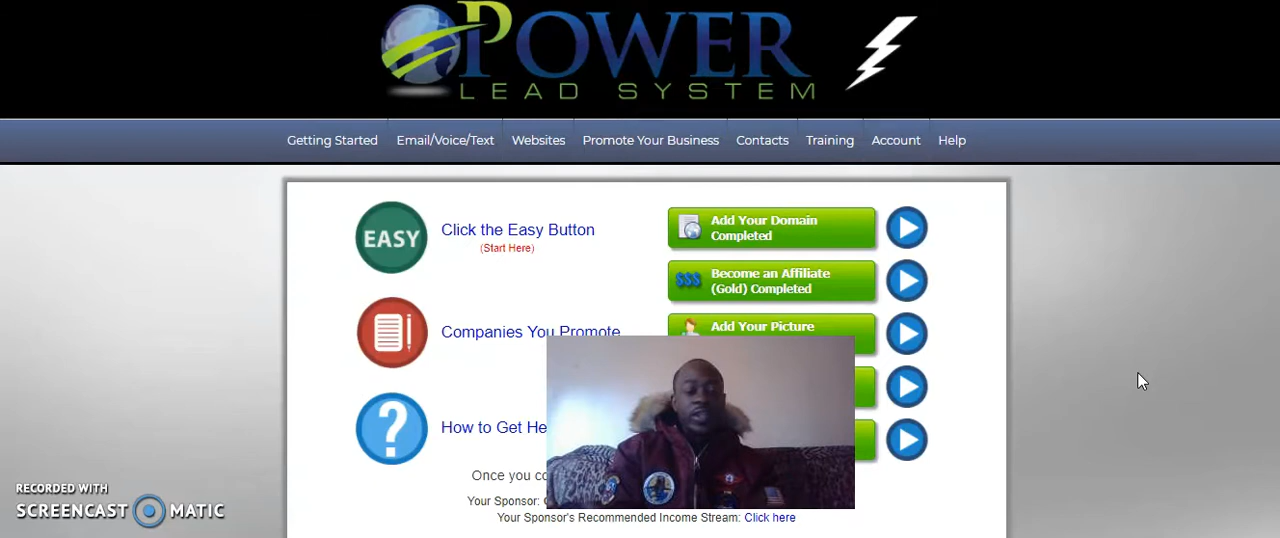 POWER
LEAD SYSTEM
Getting Started
Email/Voice/Text
Websites
Promote Your Business
Contacts
Training
Account
Help
EASY
Click the Easy Button
(Start Here)
Add Your Domain
Completed
$$$
Become an Affiliate
(Gold) Completed
Companies You Promote
Add Your Picture
?
How to Get
Once you
Your Sponsor:
Your Sponsor's Recommended Income Stream: Click here
RECORDED WITH
SCREENCAST MATIC